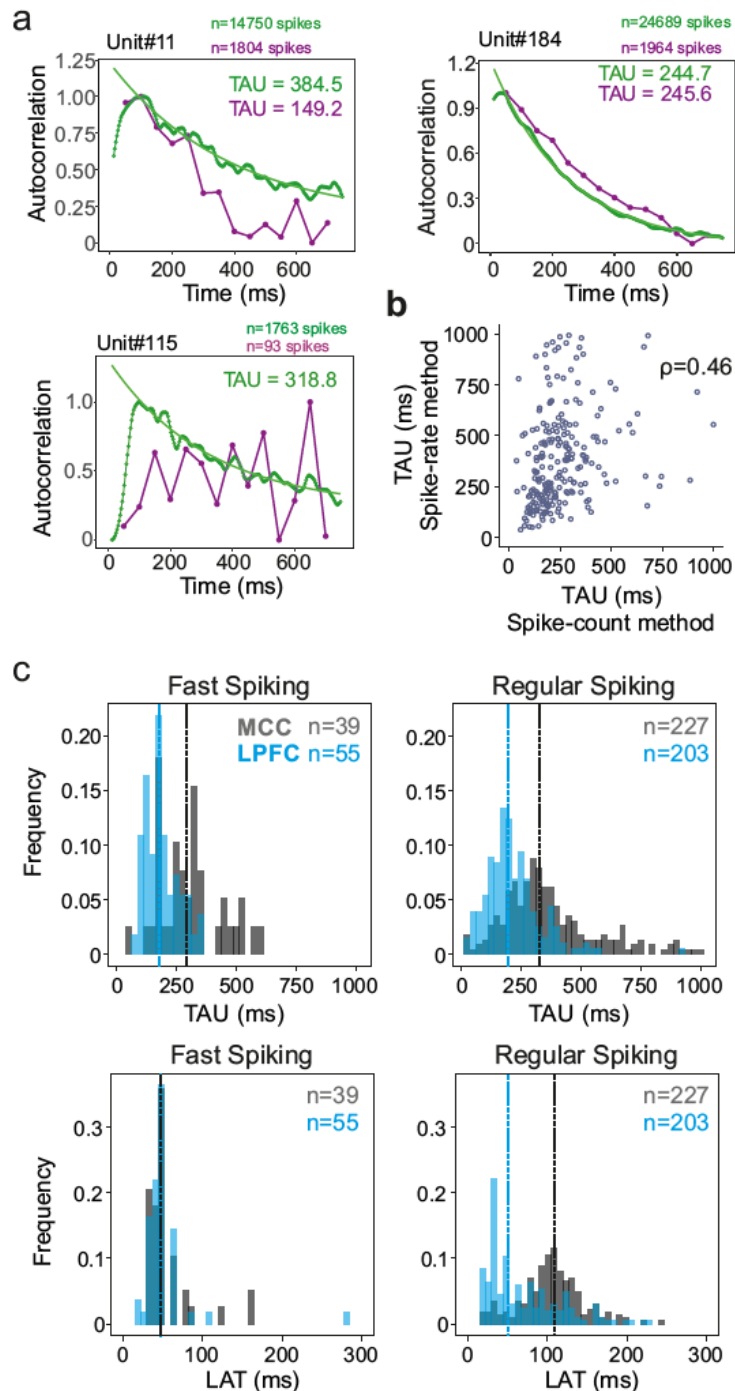 a
n=14750 spikes
Unit#11
n=1804 spikes
TAU = 384.5
TAU = 149.2
Autocorrelation
1.25
1.00
0.75
0.50
0.25
0
0 200 400 600
Time (ms)
n=24689 spikes
Unit#184
n=1964 spikes
TAU = 244.7
TAU = 245.6
Autocorrelation
1.2
0.9
0.6
0.3
0
0 200 400 600
Time (ms)
n=1763 spikes
Unit#115
n=93 spikes
TAU = 318.8
Autocorrelation
1.0
0.5
0
0 200 400 600
Time (ms)
b
TAU (ms)
Spike-rate method
1000
750
500
250
0
ρ=0.46
0 250 500 750 1000
TAU (ms)
Spike-count method
c
Fast Spiking
MCC n=39
LPFC n=55
Frequency
0.20
0.15
0.10
0.05
0
0 250 500 1000
TAU (ms)
Regular Spiking
n=227
n=203
0.20
0.15
0.10
0.05
0
0 250 500 750 1000
TAU (ms)
Fast Spiking
n=39
n=55
Frequency
0.3
0.2
0.1
0
0 100 200 300
LAT (ms)
Regular Spiking
n=227
n=203
0.3
0.2
0.1
0
0 100 200 300
LAT (ms)